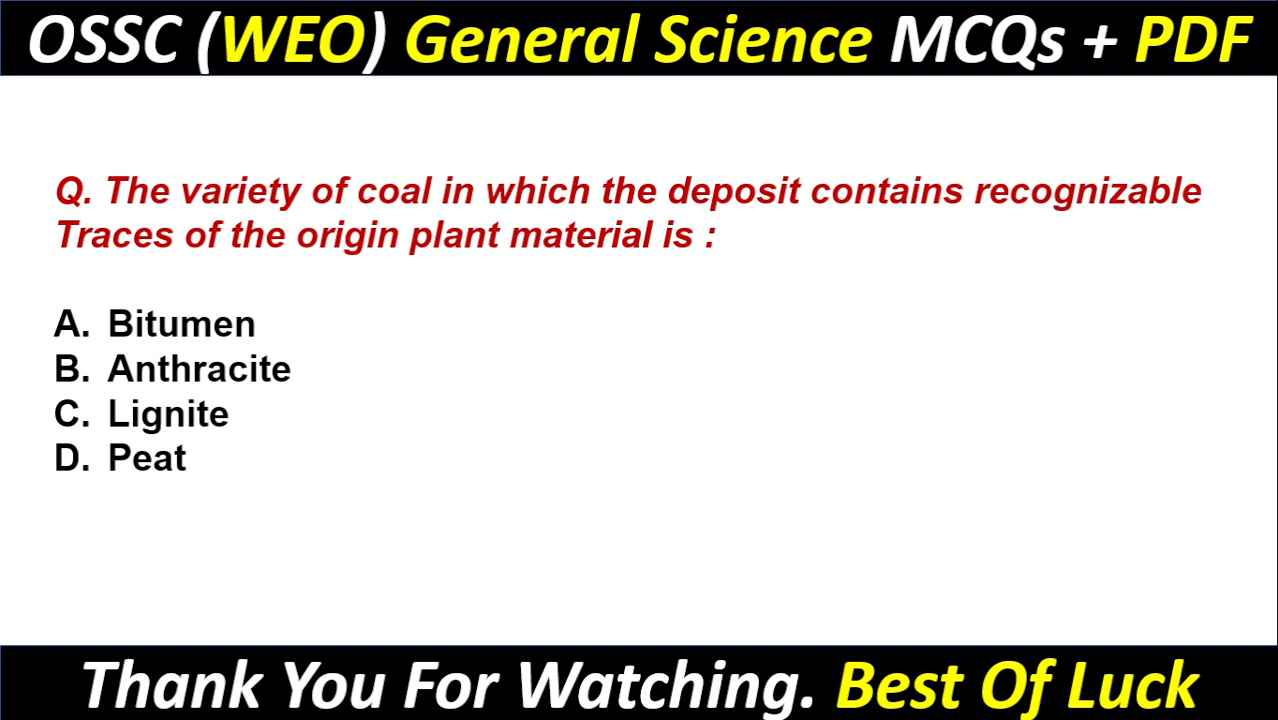 OSSC (WEO) General Science MCQs + PDF
Q. The variety of coal in which the deposit contains recognizable
Traces of the origin plant material is :
A. Bitumen
B. Anthracite
C. Lignite
D. Peat
Thank You For Watching. Best Of Luck